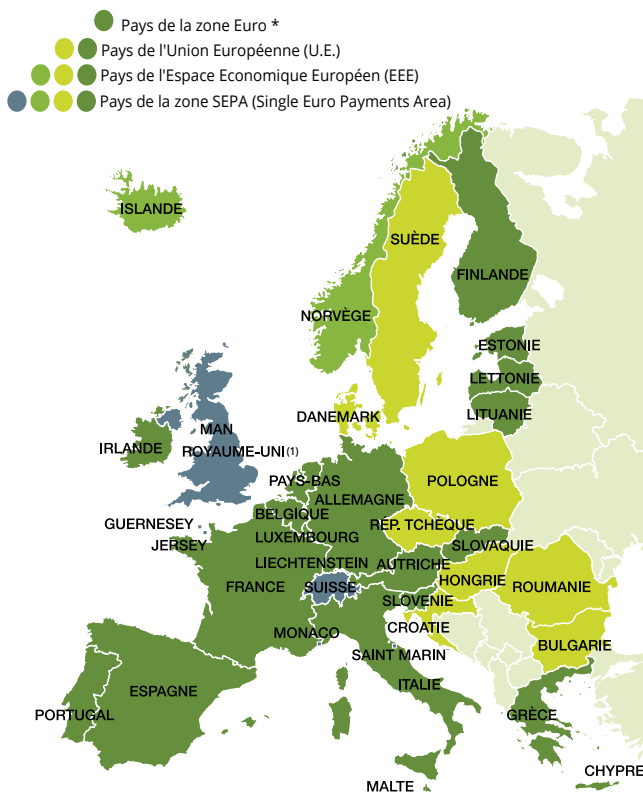 Pays de la zone Euro *
Pays de l'Union Européenne (U.E.)
Pays de l'Espace Economique Européen (EEE)
Pays de la zone SEPA (Single Euro Payments Area)
ISLANDE
SUÈDE
FINLANDE
NORVÈGE
ESTONIE
LETTONIE
LITUANIE
DANEMARK
MAN
IRLANDE
ROYAUME-UNI(1)
PAYS-BAS
POLOGNE
ALLEMAGNE
BELGIQUE
GUERNESEY
RÉP. TCHÈQUE
LUXEMBOURG
JERSEY
SLOVAQUIE
LIECHTENSTEIN
AUTRICHE
FRANCE
SUISSE
HONGRIE
ROUMANIE
SLOVENIE
CROATIE
MONACO
BULGARIE
SAINT MARIN
ITALIE
ESPAGNE
PORTUGAL
GRÈCE
CHYPRE
MALTE